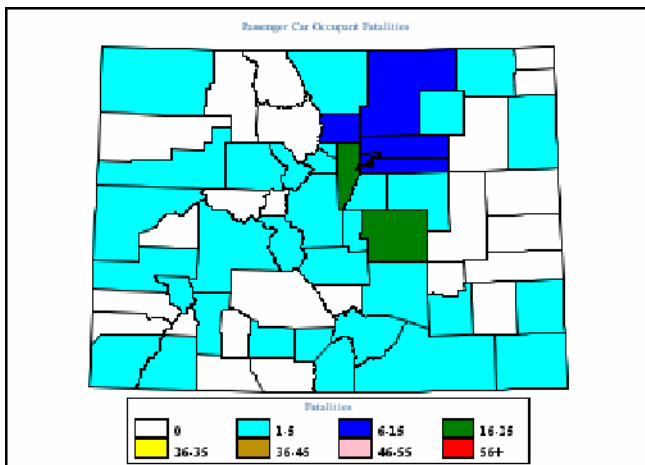 Passenger Car Occupant Fatalities
Fatalities
0 1-5 6-15 16-25
26-35 36-45 46-55 56+